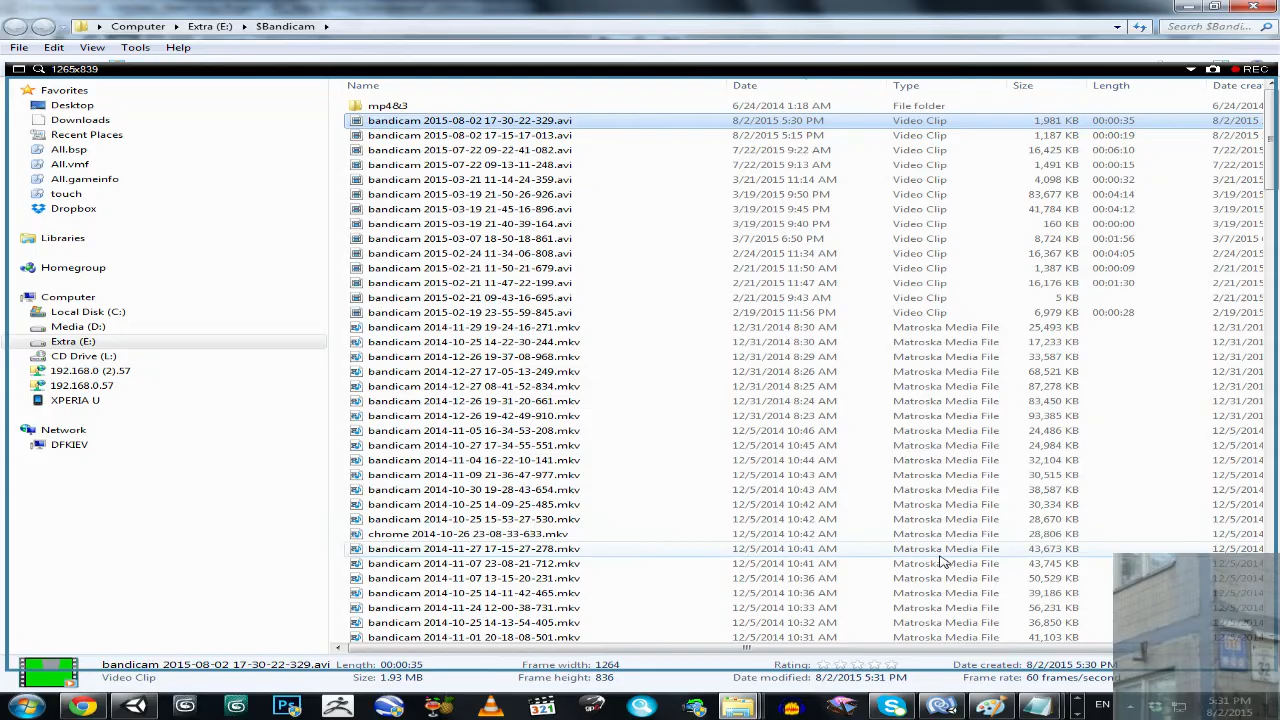 Computer Extra (E:) $Bandicam Search $Bandi...
File Edit View Tools Help
1265x839 REC
Name Date Type Size Length Date crea
Favorites
Desktop
Downloads
Recent Places
All.bsp
All.vmf
All.gameinfo
touch
Dropbox
Libraries
Homegroup
Computer
Local Disk (C:)
Media (D:)
Extra (E:)
CD Drive (L:)
192.168.0 (2).57
192.168.0.57
XPERIA U
Network
DFKIEV
mp4&3 6/24/2014 1:18 AM File folder 6/24/2014
bandicam 2015-08-02 17-30-22-329.avi 8/2/2015 5:30 PM Video Clip 1,981 KB 00:00:35 8/2/2015
bandicam 2015-08-02 17-15-17-013.avi 8/2/2015 5:15 PM Video Clip 1,187 KB 00:00:19 8/2/2015
bandicam 2015-07-22 09-22-41-082.avi 7/22/2015 9:22 AM Video Clip 16,425 KB 00:06:10 7/22/2015
bandicam 2015-07-22 09-13-11-248.avi 7/22/2015 9:13 AM Video Clip 1,491 KB 00:00:15 7/22/2015
bandicam 2015-03-21 11-14-24-359.avi 3/21/2015 11:14 AM Video Clip 4,098 KB 00:00:32 3/21/2015
bandicam 2015-03-19 21-50-26-926.avi 3/19/2015 9:50 PM Video Clip 83,677 KB 00:04:14 3/19/2015
bandicam 2015-03-19 21-45-16-896.avi 3/19/2015 9:45 PM Video Clip 41,784 KB 00:04:12 3/19/2015
bandicam 2015-03-19 21-40-39-164.avi 3/19/2015 9:40 PM Video Clip 160 KB 00:00:00 3/19/2015
bandicam 2015-03-07 18-50-18-861.avi 3/7/2015 6:50 PM Video Clip 8,724 KB 00:01:56 3/7/2015
bandicam 2015-02-24 11-34-06-808.avi 2/24/2015 11:34 AM Video Clip 16,367 KB 00:04:05 2/24/2015
bandicam 2015-02-21 11-50-21-679.avi 2/21/2015 11:50 AM Video Clip 1,387 KB 00:00:09 2/21/2015
bandicam 2015-02-21 11-47-22-199.avi 2/21/2015 11:47 AM Video Clip 16,176 KB 00:01:30 2/21/2015
bandicam 2015-02-21 09-43-16-695.avi 2/21/2015 9:43 AM Video Clip 5 KB 2/21/2015
bandicam 2015-02-19 23-55-59-845.avi 2/19/2015 11:56 PM Video Clip 6,979 KB 00:00:28 2/19/2015
bandicam 2014-11-29 19-24-16-271.mkv 12/31/2014 8:30 AM Matroska Media File 25,493 KB 12/31/201
bandicam 2014-10-25 14-22-30-244.mkv 12/31/2014 8:30 AM Matroska Media File 17,233 KB 12/31/201
bandicam 2014-12-26 19-37-08-968.mkv 12/31/2014 8:29 AM Matroska Media File 33,587 KB 12/31/201
bandicam 2014-12-27 17-05-13-249.mkv 12/31/2014 8:26 AM Matroska Media File 68,521 KB 12/31/201
bandicam 2014-12-27 08-41-52-834.mkv 12/31/2014 8:26 AM Matroska Media File 87,278 KB 12/31/201
bandicam 2014-12-26 19-31-20-661.mkv 12/31/2014 8:24 AM Matroska Media File 83,450 KB 12/31/201
bandicam 2014-12-26 19-42-49-910.mkv 12/31/2014 8:23 AM Matroska Media File 93,385 KB 12/31/201
bandicam 2014-11-05 16-34-53-208.mkv 12/5/2014 10:46 AM Matroska Media File 24,486 KB 12/5/2014
bandicam 2014-10-27 17-34-55-551.mkv 12/5/2014 10:45 AM Matroska Media File 24,984 KB 12/5/2014
bandicam 2014-11-04 16-22-10-141.mkv 12/5/2014 10:44 AM Matroska Media File 32,104 KB 12/5/2014
bandicam 2014-11-09 21-36-47-977.mkv 12/5/2014 10:43 AM Matroska Media File 30,515 KB 12/5/2014
bandicam 2014-10-30 19-28-43-654.mkv 12/5/2014 10:43 AM Matroska Media File 38,587 KB 12/5/2014
bandicam 2014-10-25 14-09-25-485.mkv 12/5/2014 10:42 AM Matroska Media File 30,334 KB 12/5/2014
bandicam 2014-10-25 15-53-27-530.mkv 12/5/2014 10:42 AM Matroska Media File 28,670 KB 12/5/2014
chrome 2014-10-26 23-08-33-633.mkv 12/5/2014 10:42 AM Matroska Media File 28,806 KB 12/5/2014
bandicam 2014-11-27 17-15-27-278.mkv 12/5/2014 10:41 AM Matroska Media File 43,673 KB 12/5/2014
bandicam 2014-11-07 23-08-21-712.mkv 12/5/2014 10:41 AM Matroska Media File 43,745 KB 12/5/2014
bandicam 2014-11-07 13-15-20-231.mkv 12/5/2014 10:36 AM Matroska Media File 50,529 KB 12/5/2014
bandicam 2014-10-25 14-11-42-465.mkv 12/5/2014 10:36 AM Matroska Media File 39,186 KB 12/5/2014
bandicam 2014-11-24 12-00-38-731.mkv 12/5/2014 10:33 AM Matroska Media File 56,231 KB 12/5/2014
bandicam 2014-10-25 14-13-54-405.mkv 12/5/2014 10:32 AM Matroska Media File 36,850 KB 12/5/2014
bandicam 2014-11-01 20-18-08-501.mkv 12/5/2014 10:31 AM Matroska Media File 41,103 KB 12/5/2014
bandicam 2015-08-02 17-30-22-329.avi Length: 00:00:35 Frame width: 1264 Rating: Date created: 8/2/2015 5:30 PM
Video Clip Size: 1.93 MB Frame height: 836 Date modified: 8/2/2015 5:31 PM Frame rate: 60 frames/second
Ps 321 EN 5:31 PM
8/2/2015